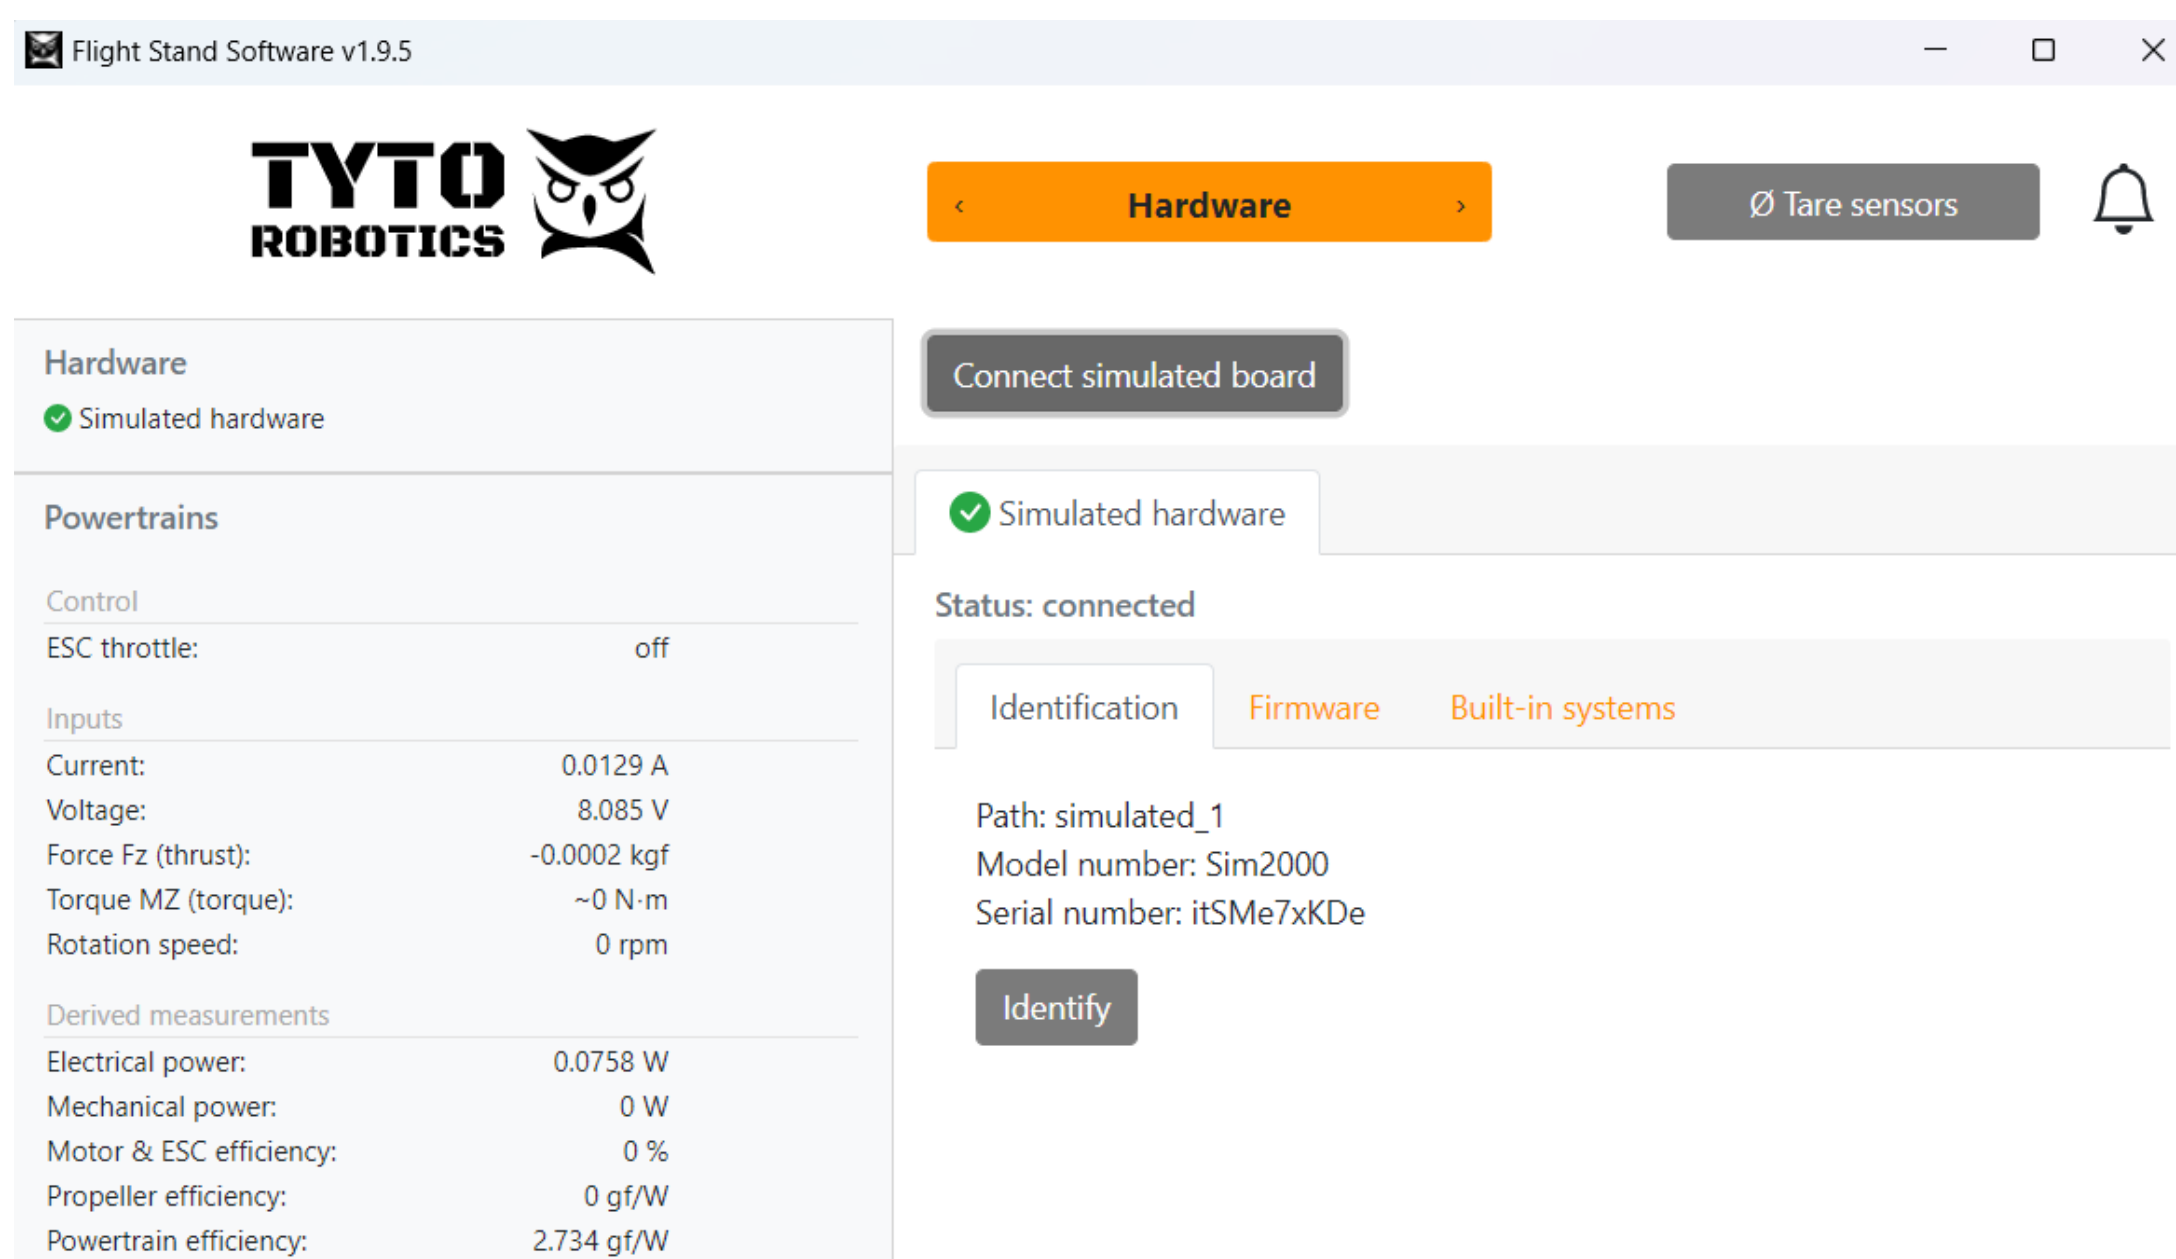 Flight Stand Software v1.9.5
TYTO
ROBOTICS
‹ Hardware ›
Ø Tare sensors
Hardware
Simulated hardware
Powertrains
Control
ESC throttle: off
Inputs
Current: 0.0129 A
Voltage: 8.085 V
Force Fz (thrust): -0.0002 kgf
Torque MZ (torque): ~0 N·m
Rotation speed: 0 rpm
Derived measurements
Electrical power: 0.0758 W
Mechanical power: 0 W
Motor & ESC efficiency: 0 %
Propeller efficiency: 0 gf/W
Powertrain efficiency: 2.734 gf/W
Connect simulated board
Simulated hardware
Status: connected
Identification Firmware Built-in systems
Path: simulated_1
Model number: Sim2000
Serial number: itSMe7xKDe
Identify